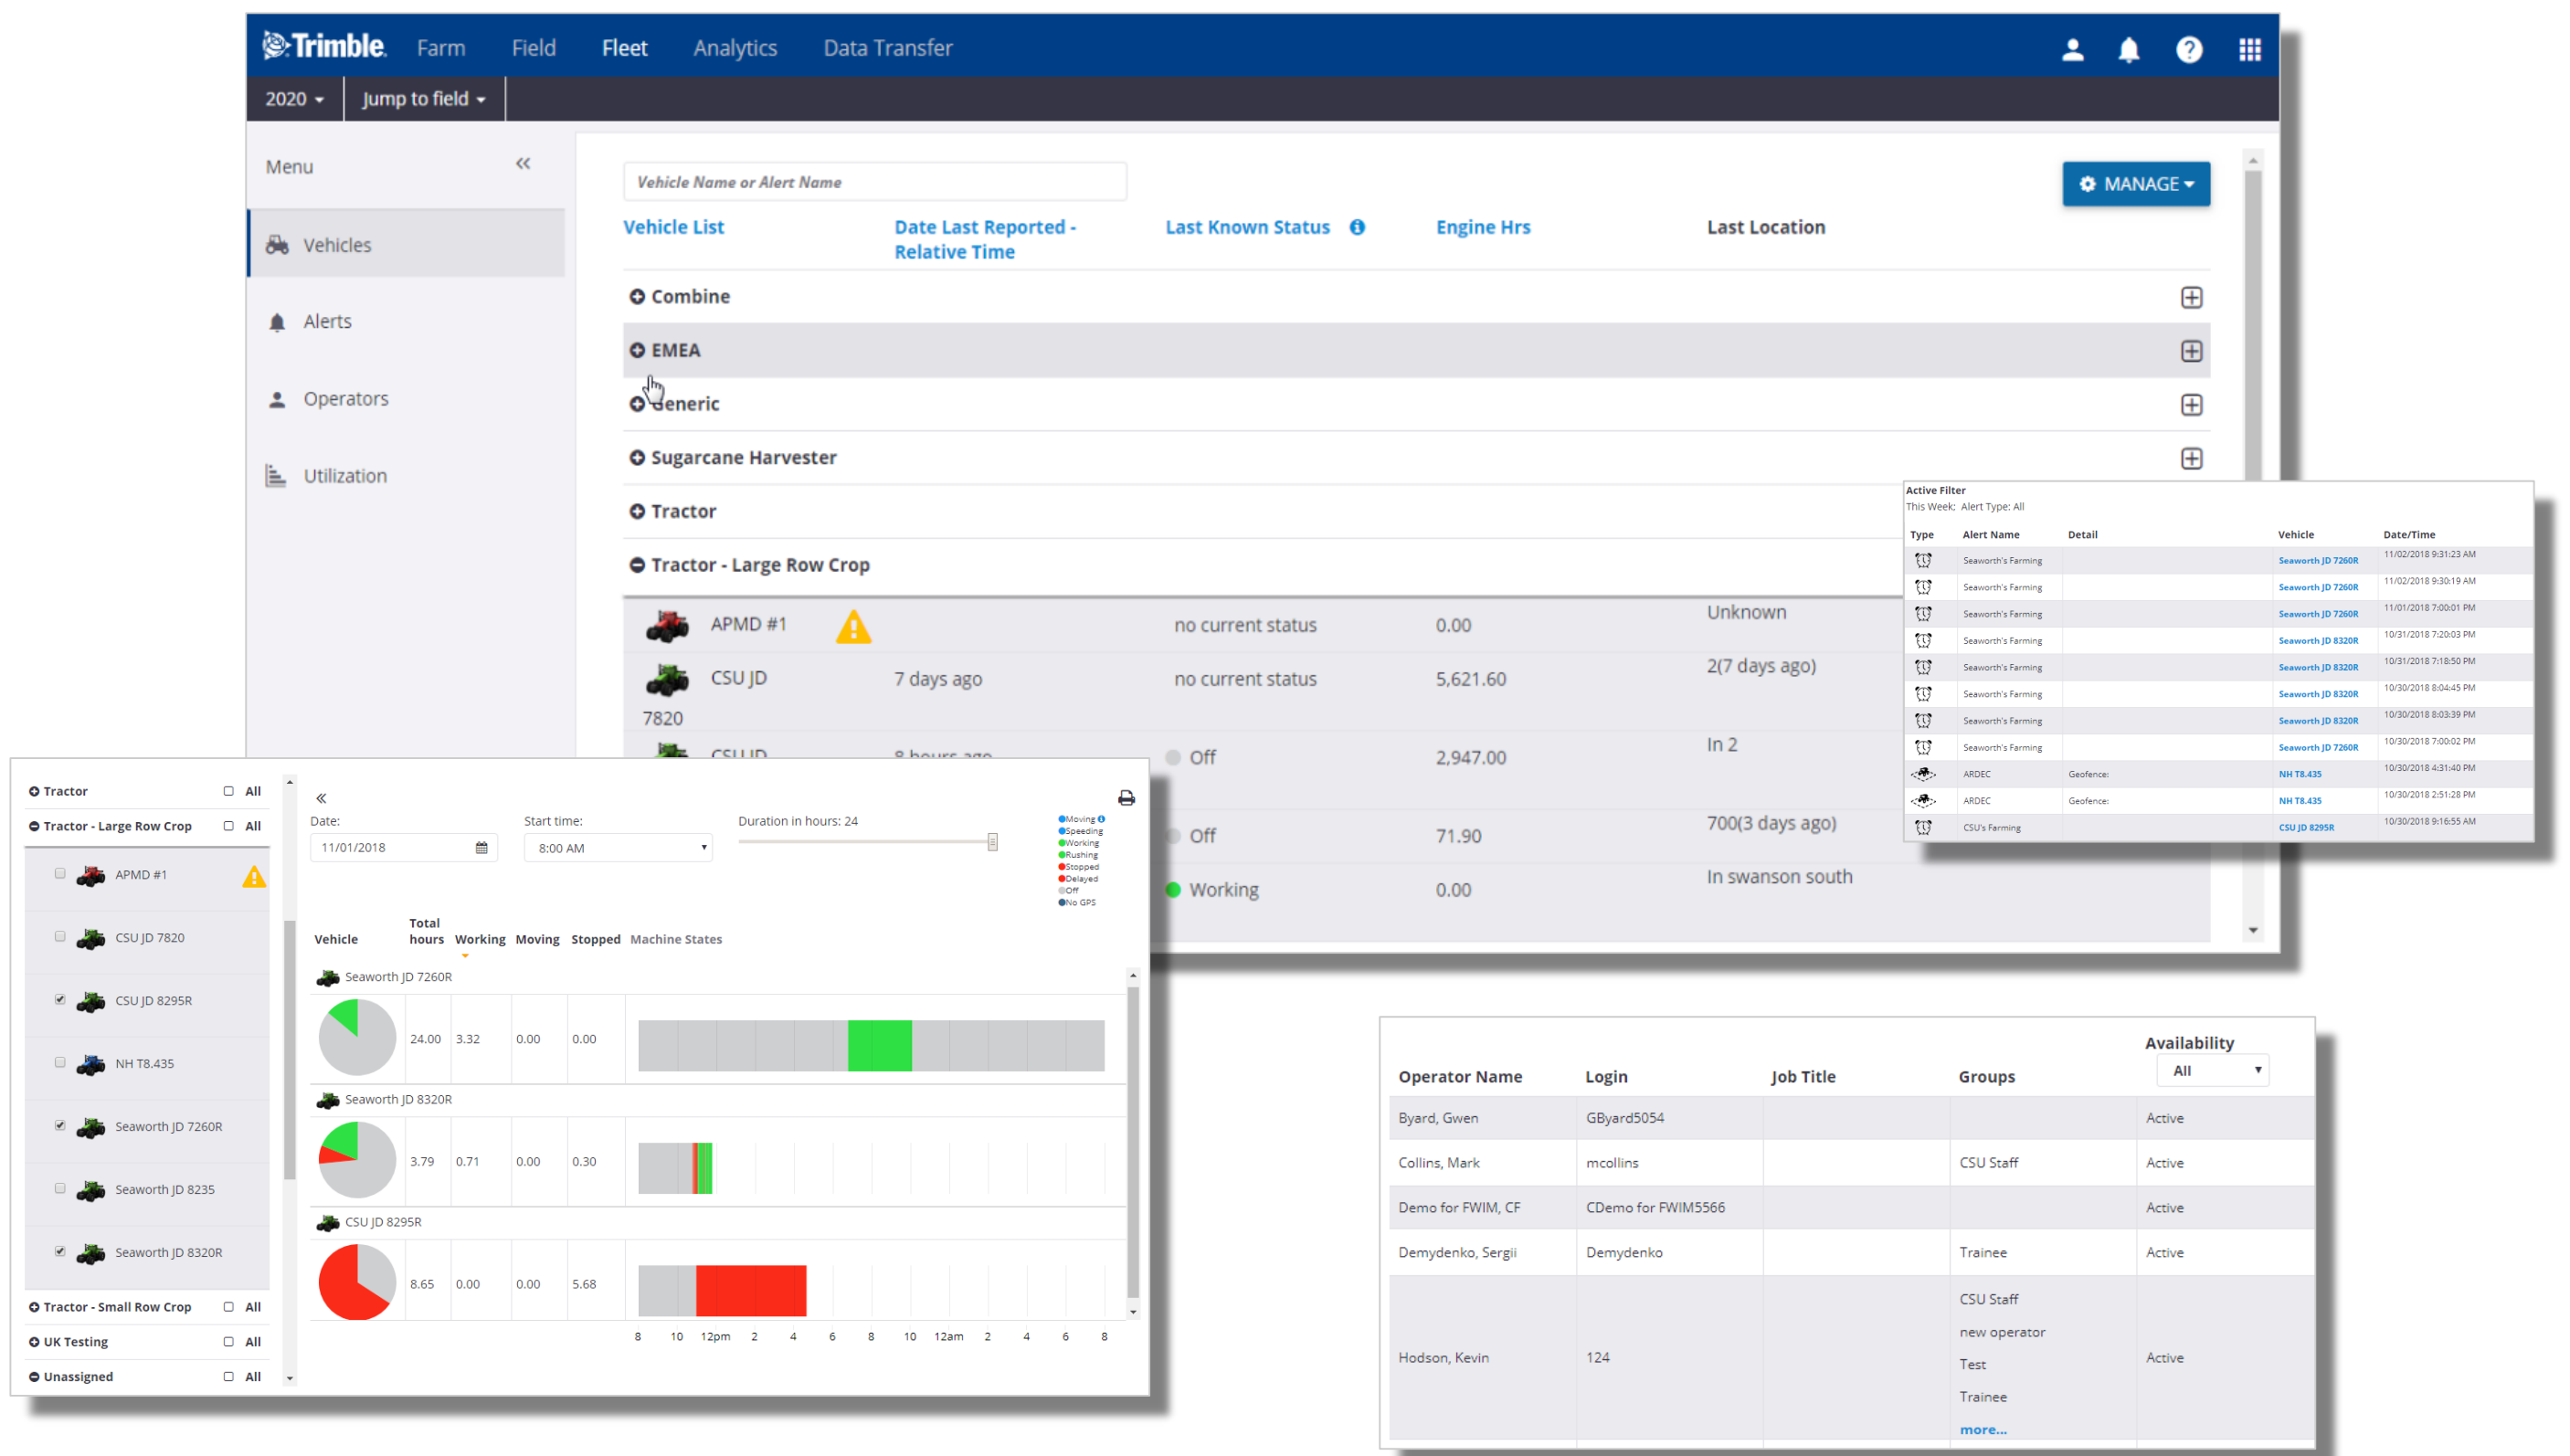 Trimble. Farm Field Fleet Analytics Data Transfer
2020 Jump to field
Menu
Vehicles
Alerts
Operators
Utilization
Vehicle Name or Alert Name
MANAGE
Vehicle List Date Last Reported - Last Known Status Engine Hrs Last Location
Relative Time
Combine
EMEA
Generic
Sugarcane Harvester
Tractor
Tractor - Large Row Crop
APMD #1 no current status 0.00 Unknown
CSU JD 7 days ago no current status 5,621.60 2(7 days ago)
7820
CSU JD 8 hours ago Off 2,947.00 In 2
Off 71.90 700(3 days ago)
Working 0.00 In swanson south
Active Filter
This Week; Alert Type: All
Type Alert Name Detail Vehicle Date/Time
Seaworth's Farming Seaworth JD 7260R 11/02/2018 9:31:23 AM
Seaworth's Farming Seaworth JD 7260R 11/02/2018 9:30:19 AM
Seaworth's Farming Seaworth JD 7260R 11/01/2018 7:00:01 PM
Seaworth's Farming Seaworth JD 8320R 10/31/2018 7:20:03 PM
Seaworth's Farming Seaworth JD 8320R 10/31/2018 7:18:50 PM
Seaworth's Farming Seaworth JD 8320R 10/30/2018 8:04:45 PM
Seaworth's Farming Seaworth JD 8320R 10/30/2018 8:03:39 PM
Seaworth's Farming Seaworth JD 7260R 10/30/2018 7:00:02 PM
ARDEC Geofence: NH T8.435 10/30/2018 4:31:40 PM
ARDEC Geofence: NH T8.435 10/30/2018 2:51:28 PM
CSU's Farming CSU JD 8295R 10/30/2018 9:16:55 AM
Tractor All
Tractor - Large Row Crop All
APMD #1
CSU JD 7820
CSU JD 8295R
NH T8.435
Seaworth JD 7260R
Seaworth JD 8235
Seaworth JD 8320R
Tractor - Small Row Crop All
UK Testing All
Unassigned All
Date: Start time: Duration in hours: 24
11/01/2018 8:00 AM
Moving
Speeding
Working
Rushing
Stopped
Delayed
Off
No GPS
Total
Vehicle hours Working Moving Stopped Machine States
Seaworth JD 7260R
24.00 3.32 0.00 0.00
Seaworth JD 8320R
3.79 0.71 0.00 0.30
CSU JD 8295R
8.65 0.00 0.00 5.68
8 10 12pm 2 4 6 8 10 12am 2 4 6 8
Availability
Operator Name Login Job Title Groups All
Byard, Gwen GByard5054 Active
Collins, Mark mcollins CSU Staff Active
Demo for FWIM, CF CDemo for FWIM5566 Active
Demydenko, Sergii Demydenko Trainee Active
CSU Staff
new operator
Hodson, Kevin 124 Test Active
Trainee
more...